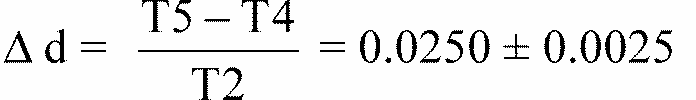 Δ d = (T5 – T4) / T2 = 0.0250 ± 0.0025